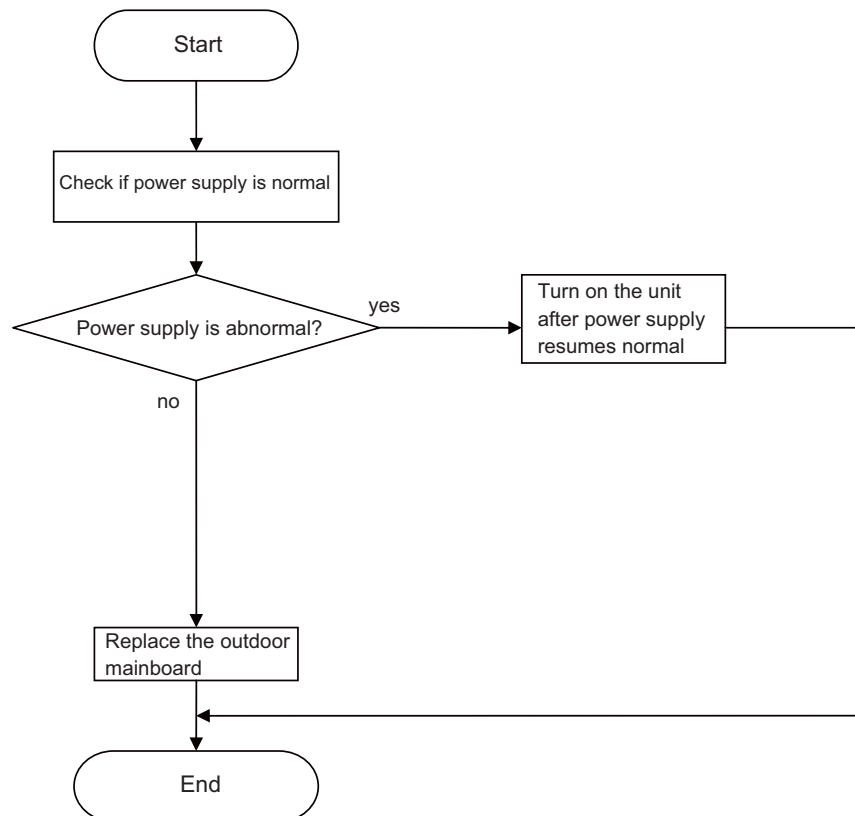 Start
Check if power supply is normal
Power supply is abnormal?
yes
Turn on the unit
after power supply
resumes normal
no
Replace the outdoor
mainboard
End